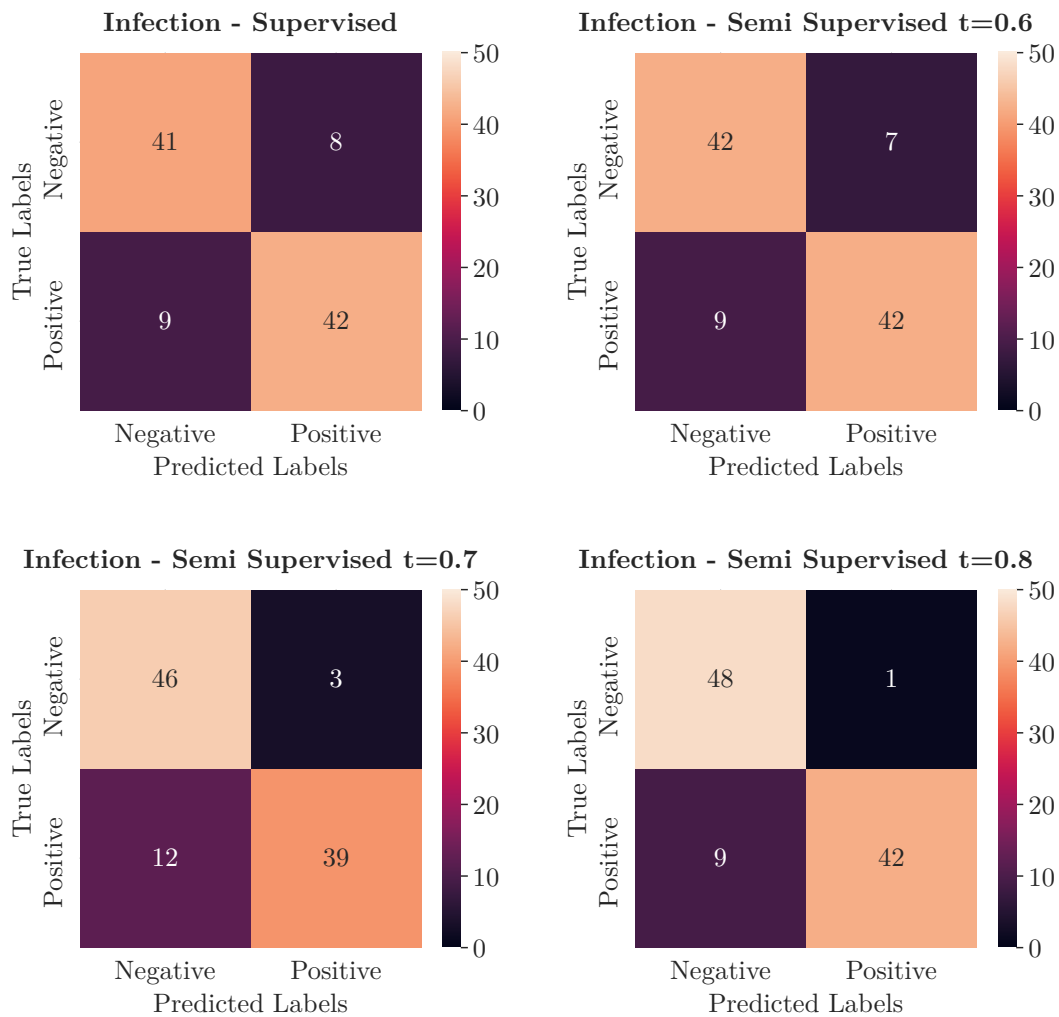 Infection - Supervised
True Labels
Negative
Positive
41
8
9
42
Negative
Positive
Predicted Labels
50
40
30
20
10
0
Infection - Semi Supervised t=0.6
True Labels
Negative
Positive
42
7
9
42
Negative
Positive
Predicted Labels
50
40
30
20
10
0
Infection - Semi Supervised t=0.7
True Labels
Negative
Positive
46
3
12
39
Negative
Positive
Predicted Labels
50
40
30
20
10
0
Infection - Semi Supervised t=0.8
True Labels
Negative
Positive
48
1
9
42
Negative
Positive
Predicted Labels
50
40
30
20
10
0